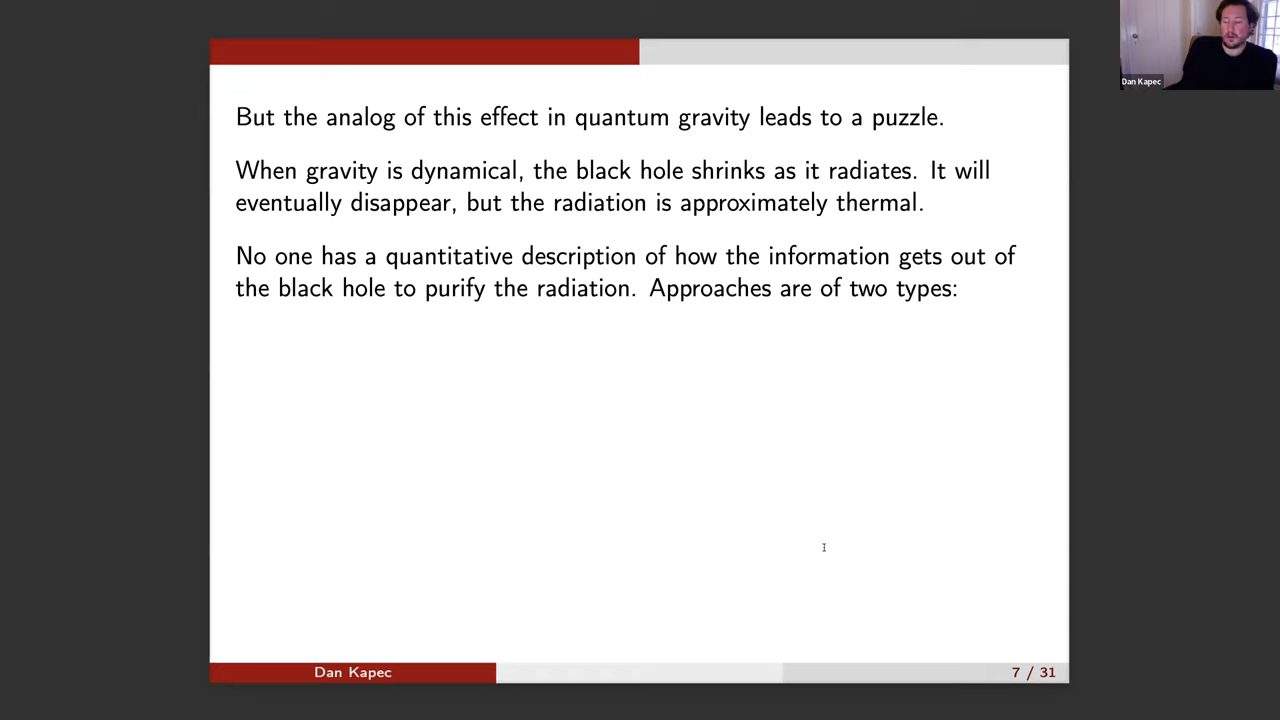 Dan Kapec
But the analog of this effect in quantum gravity leads to a puzzle.
When gravity is dynamical, the black hole shrinks as it radiates. It will
eventually disappear, but the radiation is approximately thermal.
No one has a quantitative description of how the information gets out of
the black hole to purify the radiation. Approaches are of two types:
Dan Kapec
7 / 31